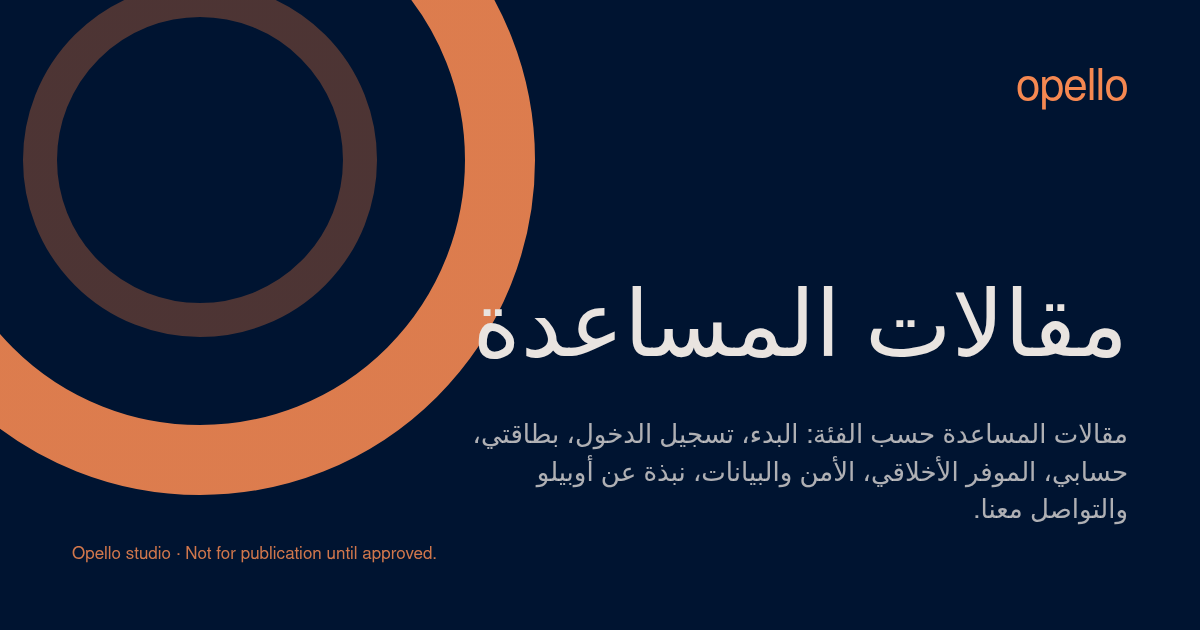 opello
مقالات المساعدة
مقالات المساعدة حسب الفئة: البدء، تسجيل الدخول، بطاقتي،
حسابي، الموفر الأخلاقي، الأمن والبيانات، نبذة عن أوبيلو
والتواصل معنا.
Opello studio · Not for publication until approved.